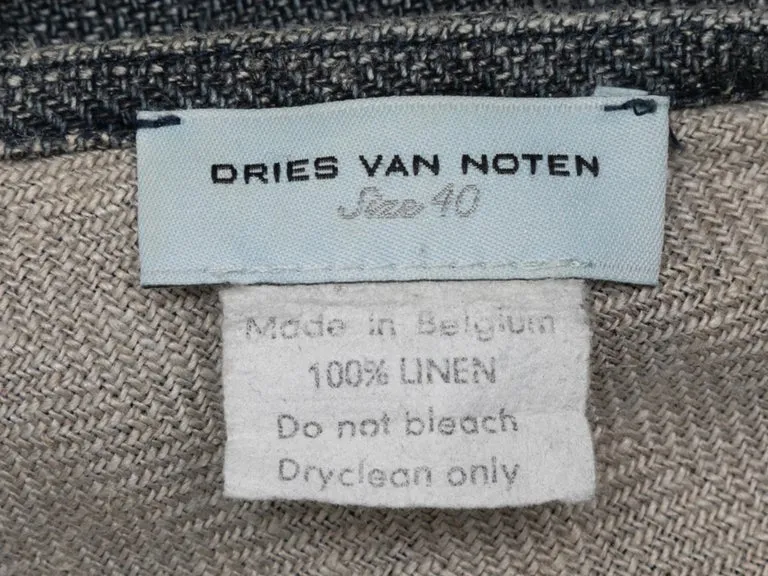 DRIES VAN NOTEN
Size 40
Made in Belgium
100% LINEN
Do not bleach
Dryclean only